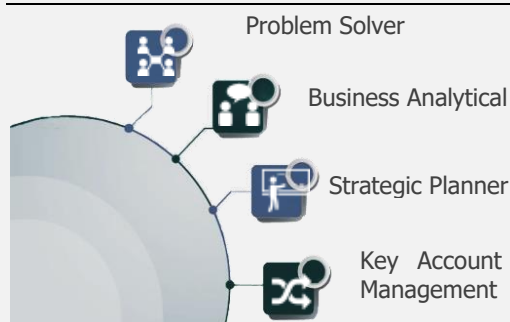 Problem Solver
Business Analytical
Strategic Planner
Key Account
Management